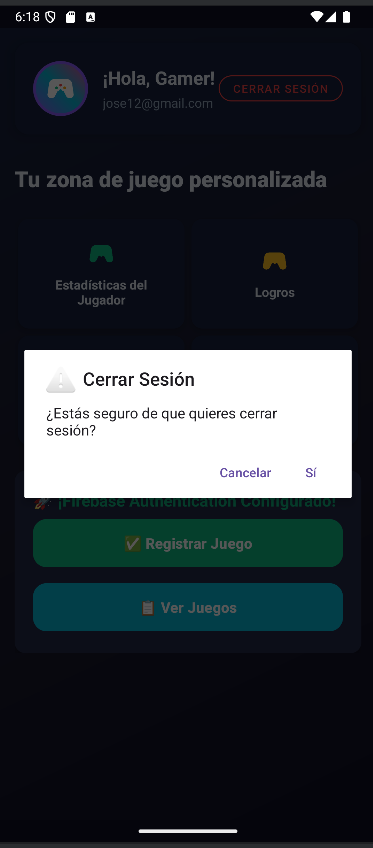 6:18
¡Hola, Gamer!
jose12@gmail.com
CERRAR SESIÓN
Tu zona de juego personalizada
Estadísticas del
Jugador
Logros
Cerrar Sesión
¿Estás seguro de que quieres cerrar
sesión?
Cancelar
Sí
🚀 ¡Firebase Authentication Configurado!
✅ Registrar Juego
📋 Ver Juegos